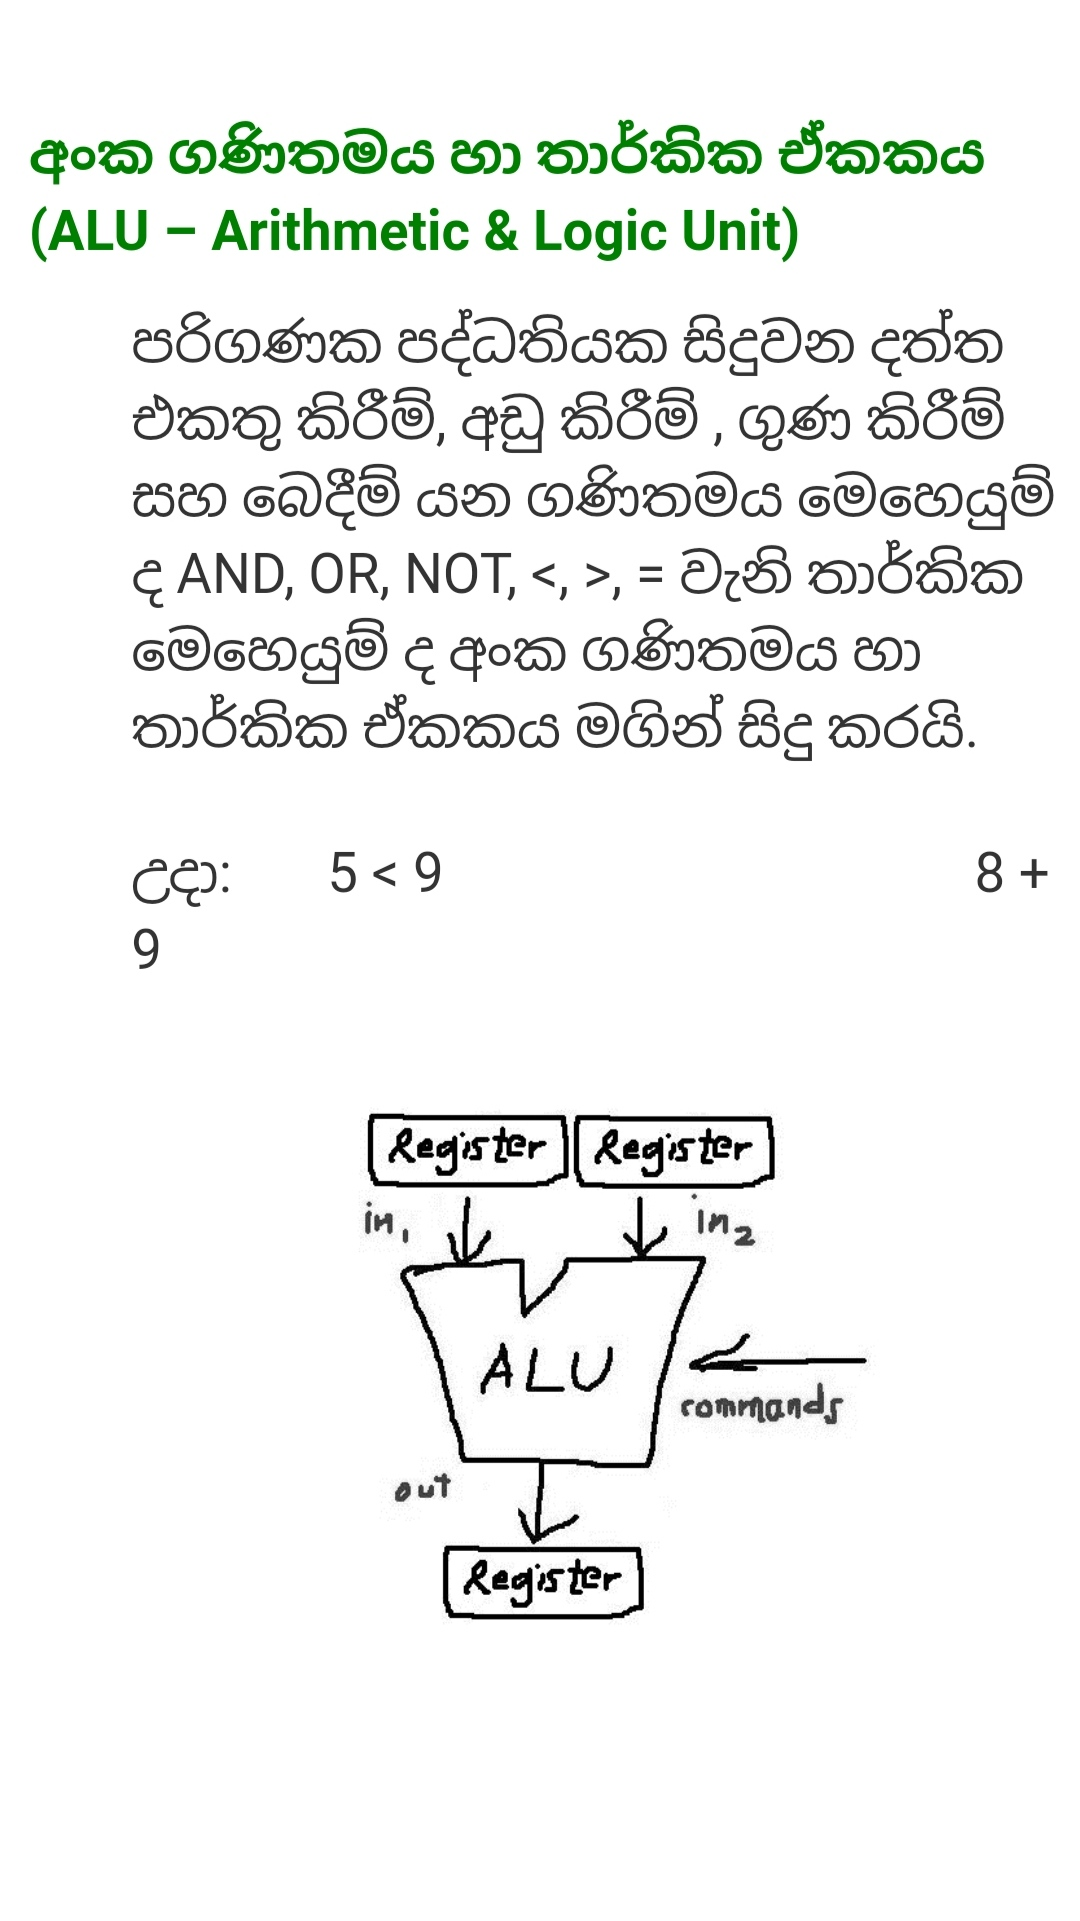 අංක ගණිතමය හා තාර්කික ඒකකය
(ALU – Arithmetic & Logic Unit)
පරිගණක පද්ධතියක සිදුවන දත්ත
එකතු කිරීම්, අඩු කිරීම් , ගුණ කිරීම්
සහ බෙදීම් යන ගණිතමය මෙහෙයුම්
ද AND, OR, NOT, <, >, = වැනි තාර්කික
මෙහෙයුම් ද අංක ගණිතමය හා
තාර්කික ඒකකය මගින් සිදු කරයි.
උදා: 5 < 9 8 +
9
Register Register
in1 in2
ALU
commands
out
Register